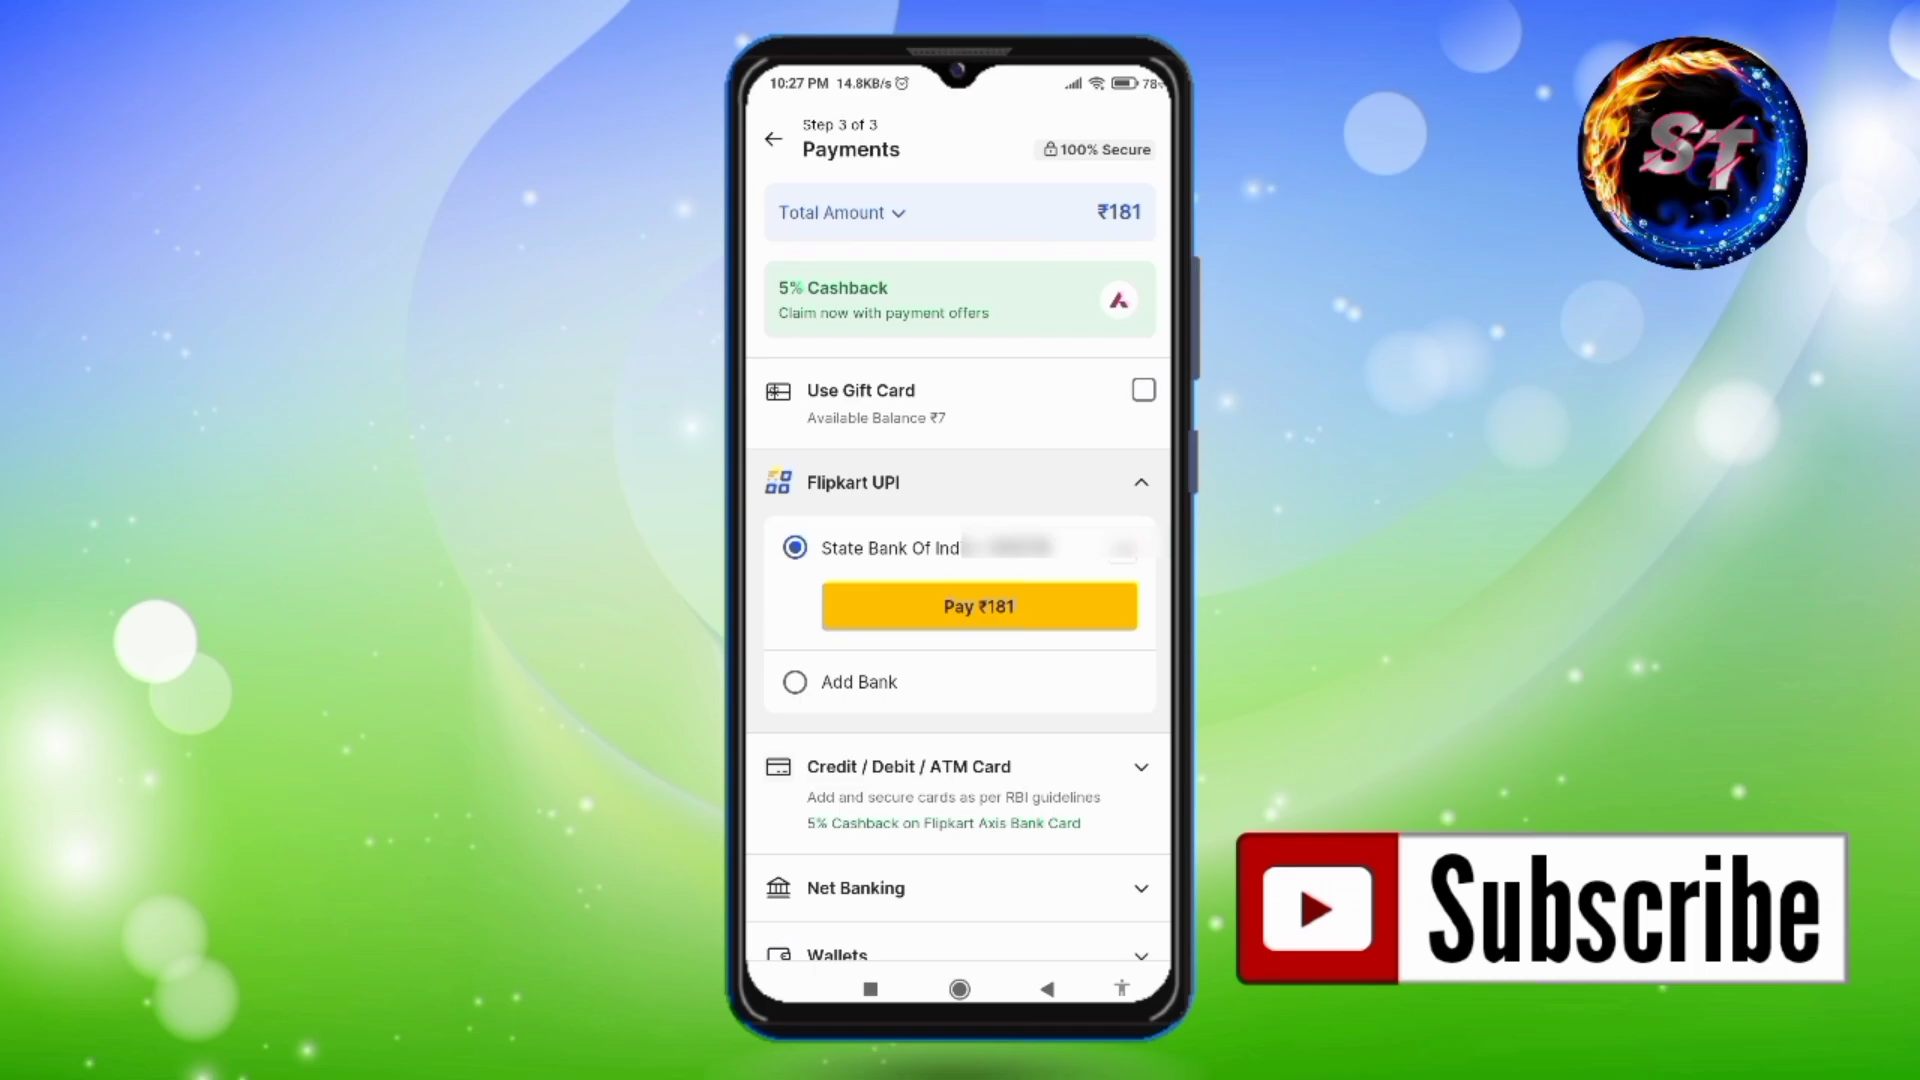 10:27 PM 14.8KB/s
78
Step 3 of 3
Payments
100% Secure
Total Amount
₹181
5% Cashback
Claim now with payment offers
Use Gift Card
Available Balance ₹7
Flipkart UPI
State Bank Of Ind
Pay ₹181
Add Bank
Credit / Debit / ATM Card
Add and secure cards as per RBI guidelines
5% Cashback on Flipkart Axis Bank Card
Net Banking
Wallets
ST
Subscribe